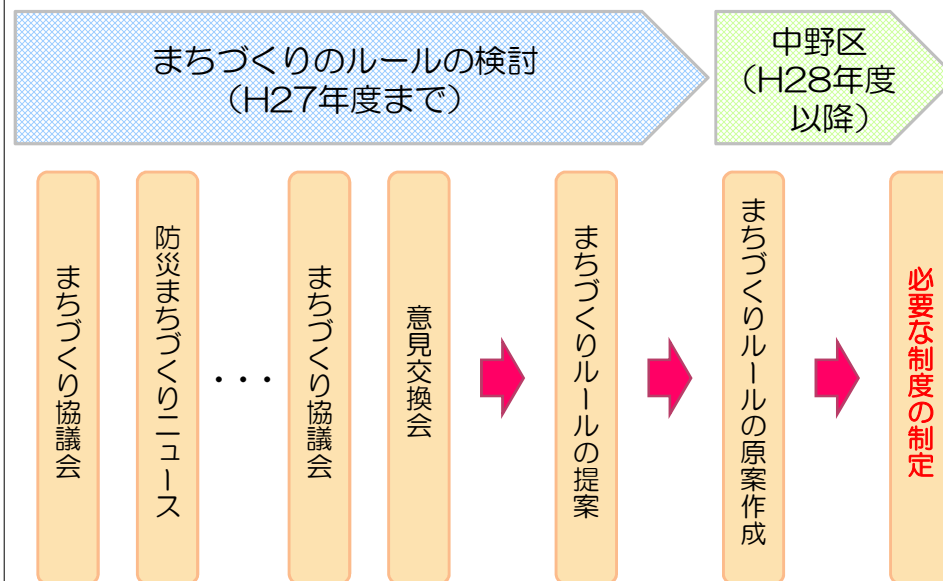 まちづくりのルールの検討
（H27年度まで）
中野区
（H28年度
以降）
まちづくり協議会
防災まちづくりニュース
・・・
まちづくり協議会
意見交換会
まちづくりルールの提案
まちづくりルールの原案作成
必要な制度の制定